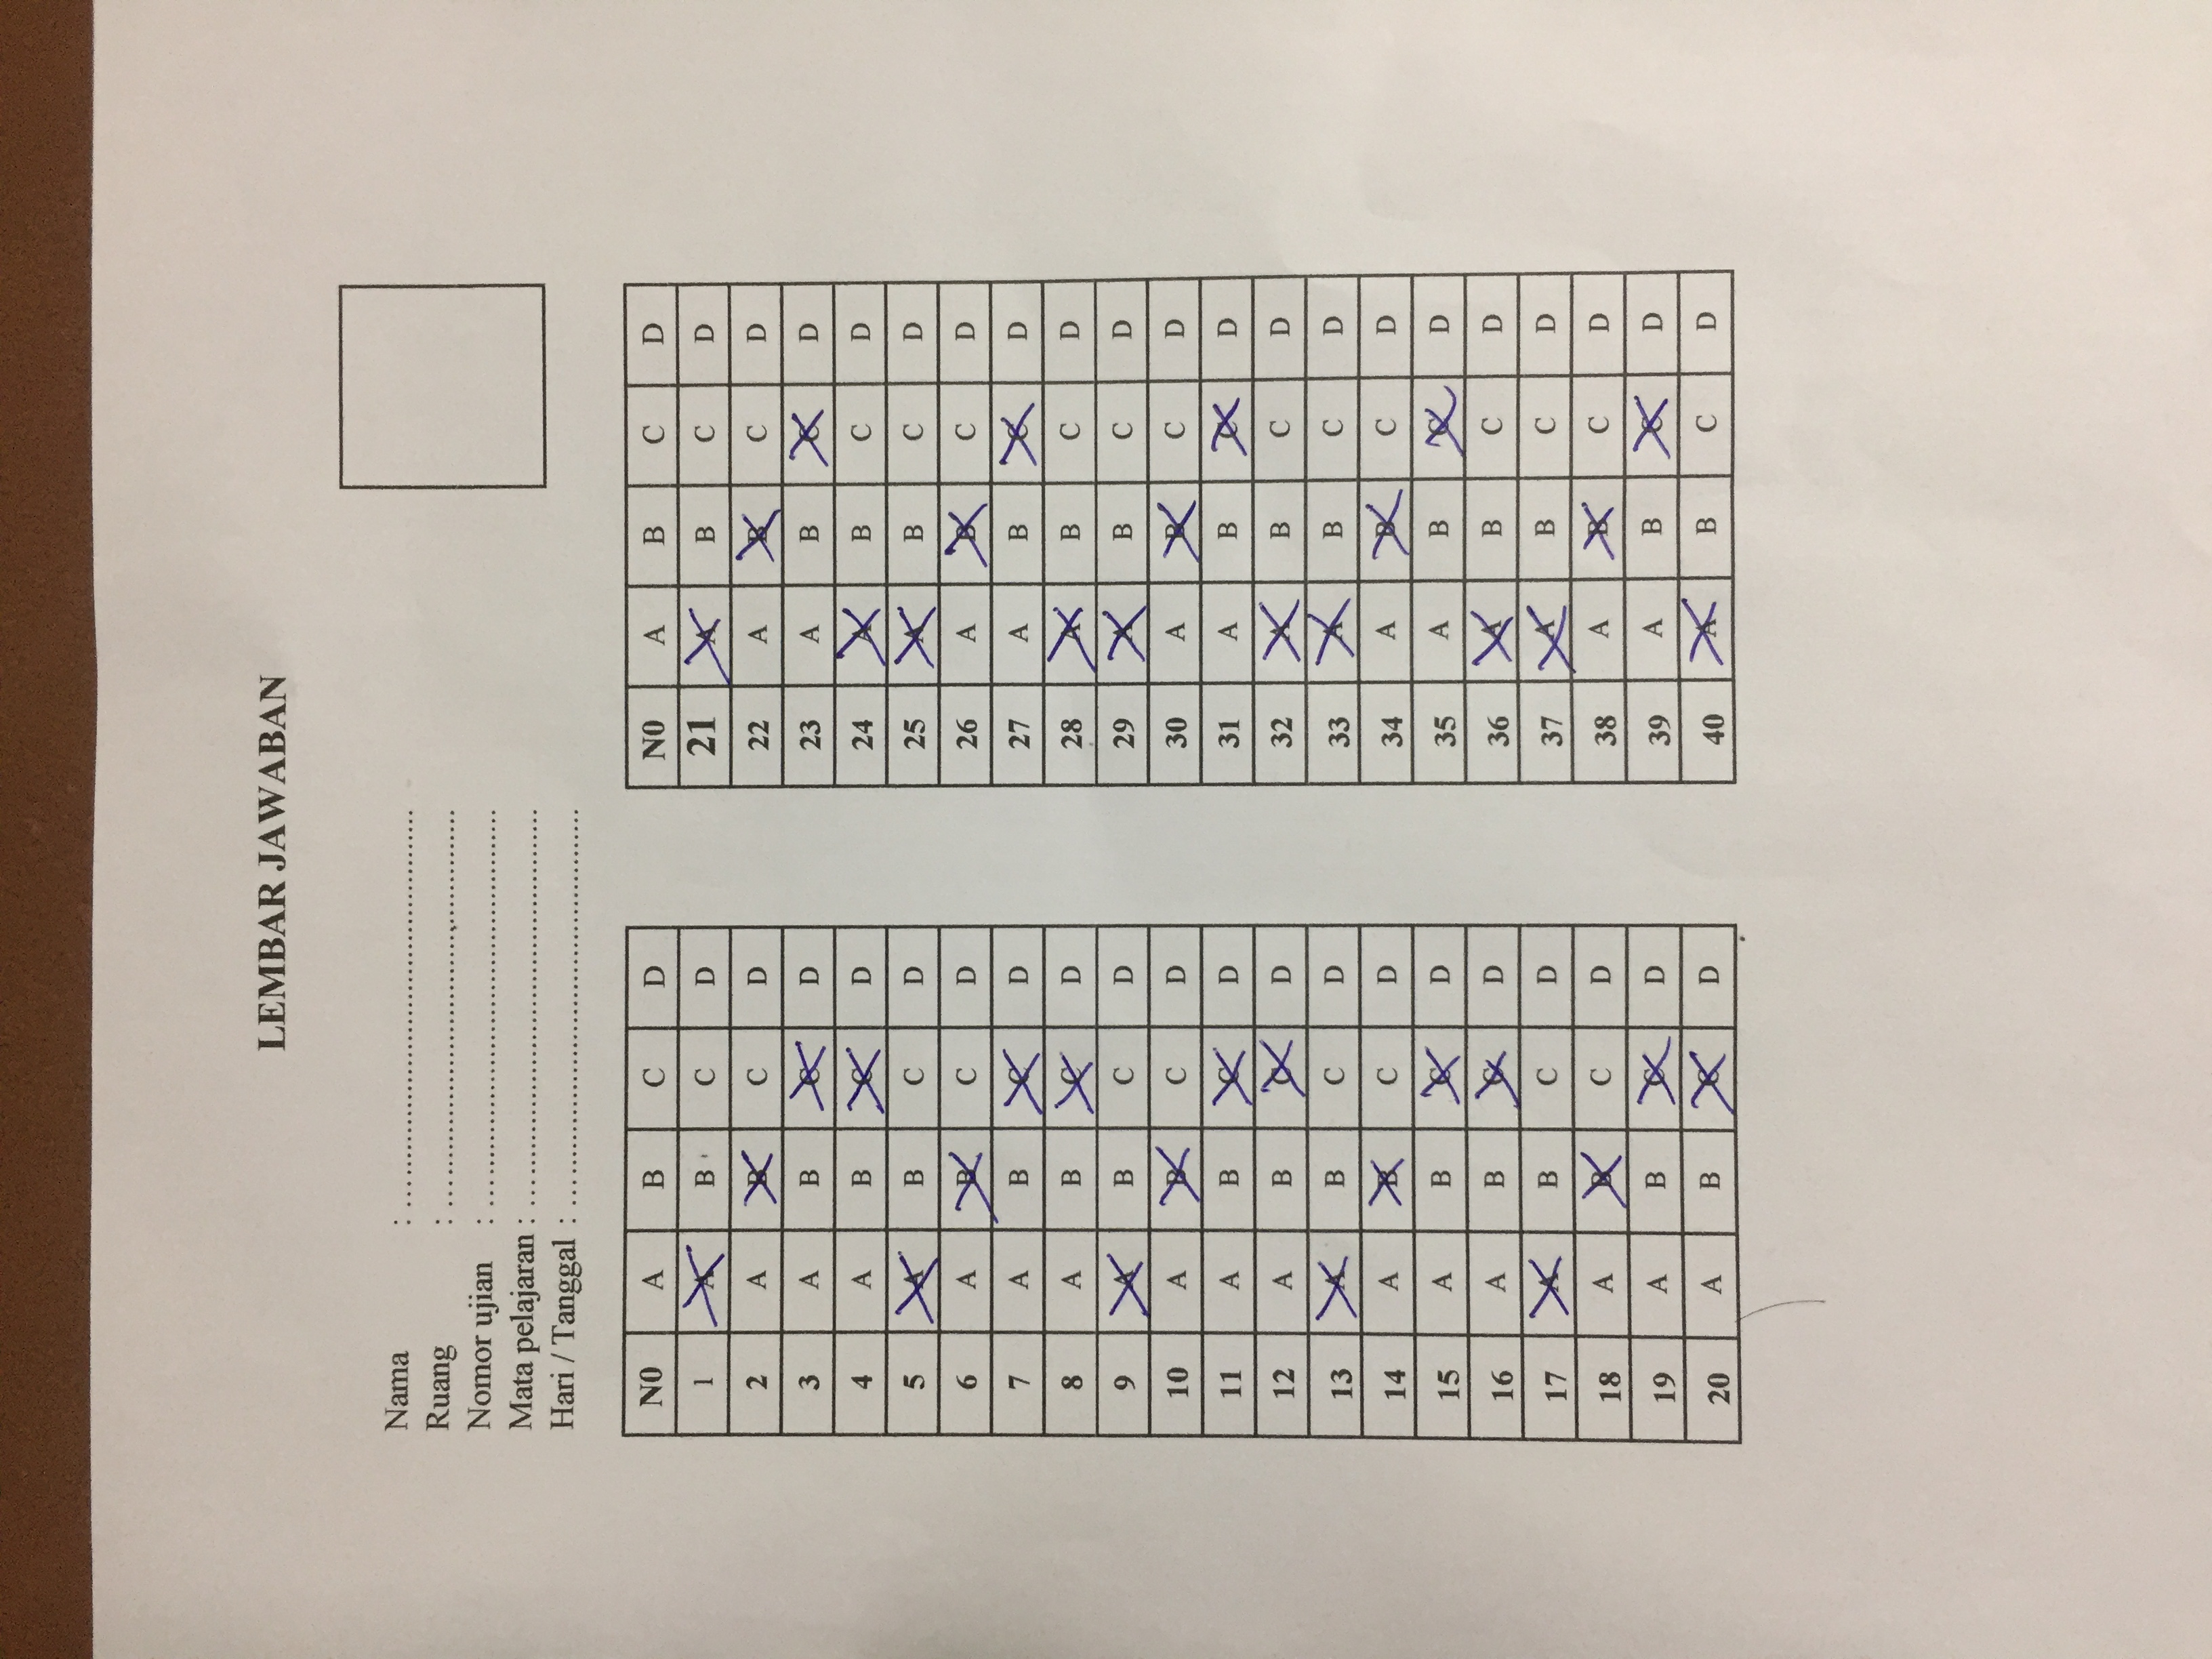 LEMBAR JAWABAN
Nama : ....................................................
Ruang : ....................................................
Nomor ujian : ....................................................
Mata pelajaran : ....................................................
Hari / Tanggal : ....................................................
N0 A B C D
1 A B C D
2 A B C D
3 A B C D
4 A B C D
5 A B C D
6 A B C D
7 A B C D
8 A B C D
9 A B C D
10 A B C D
11 A B C D
12 A B C D
13 A B C D
14 A B C D
15 A B C D
16 A B C D
17 A B C D
18 A B C D
19 A B C D
20 A B C D
N0 A B C D
21 A B C D
22 A B C D
23 A B C D
24 A B C D
25 A B C D
26 A B C D
27 A B C D
28 A B C D
29 A B C D
30 A B C D
31 A B C D
32 A B C D
33 A B C D
34 A B C D
35 A B C D
36 A B C D
37 A B C D
38 A B C D
39 A B C D
40 A B C D